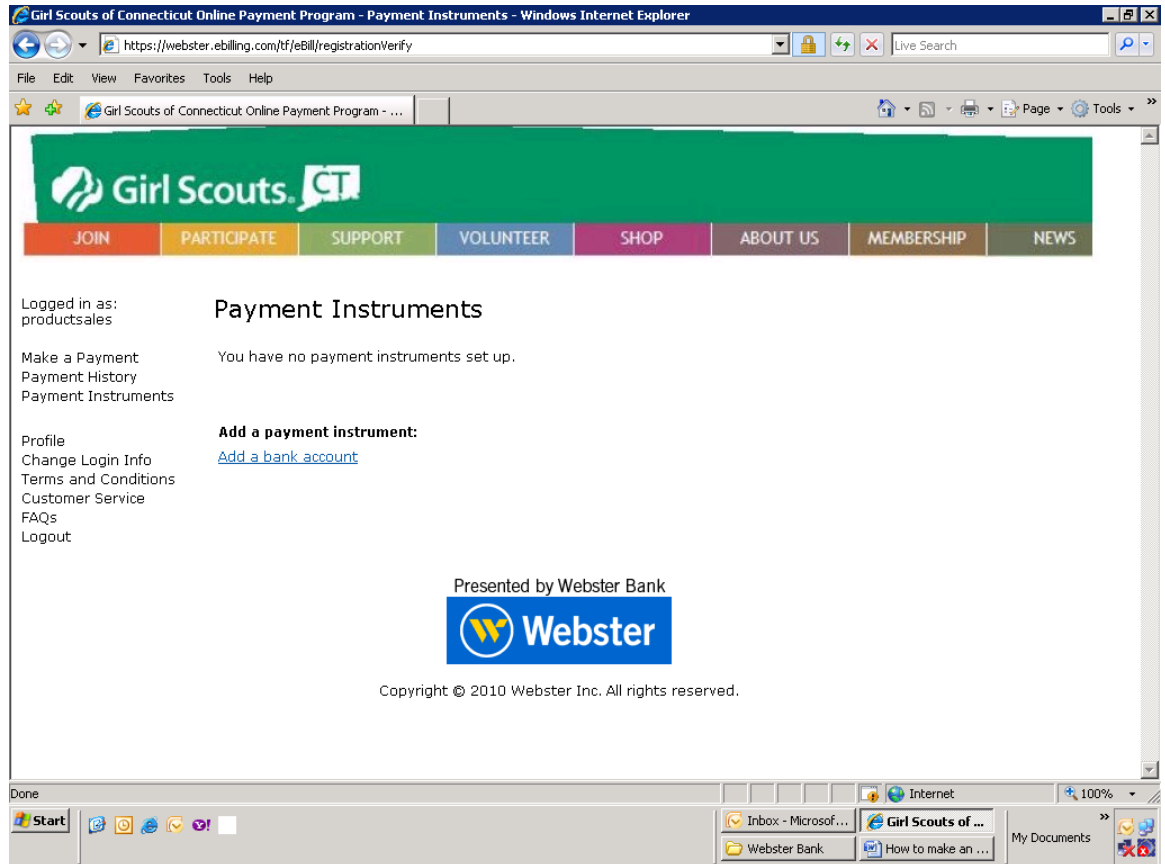 Girl Scouts of Connecticut Online Payment Program - Payment Instruments - Windows Internet Explorer
https://webster.ebilling.com/tf/eBill/registrationVerify
Live Search
File Edit View Favorites Tools Help
Girl Scouts of Connecticut Online Payment Program - ...
Page Tools »
Girl Scouts. CT
JOIN PARTICIPATE SUPPORT VOLUNTEER SHOP ABOUT US MEMBERSHIP NEWS
Logged in as:
productsales
Make a Payment
Payment History
Payment Instruments
Profile
Change Login Info
Terms and Conditions
Customer Service
FAQs
Logout
Payment Instruments
You have no payment instruments set up.
Add a payment instrument:
Add a bank account
Presented by Webster Bank
W Webster
Copyright © 2010 Webster Inc. All rights reserved.
Done
Internet
100%
Start
Y!
Inbox - Microsof...
Girl Scouts of ...
Webster Bank
How to make an ...
My Documents »